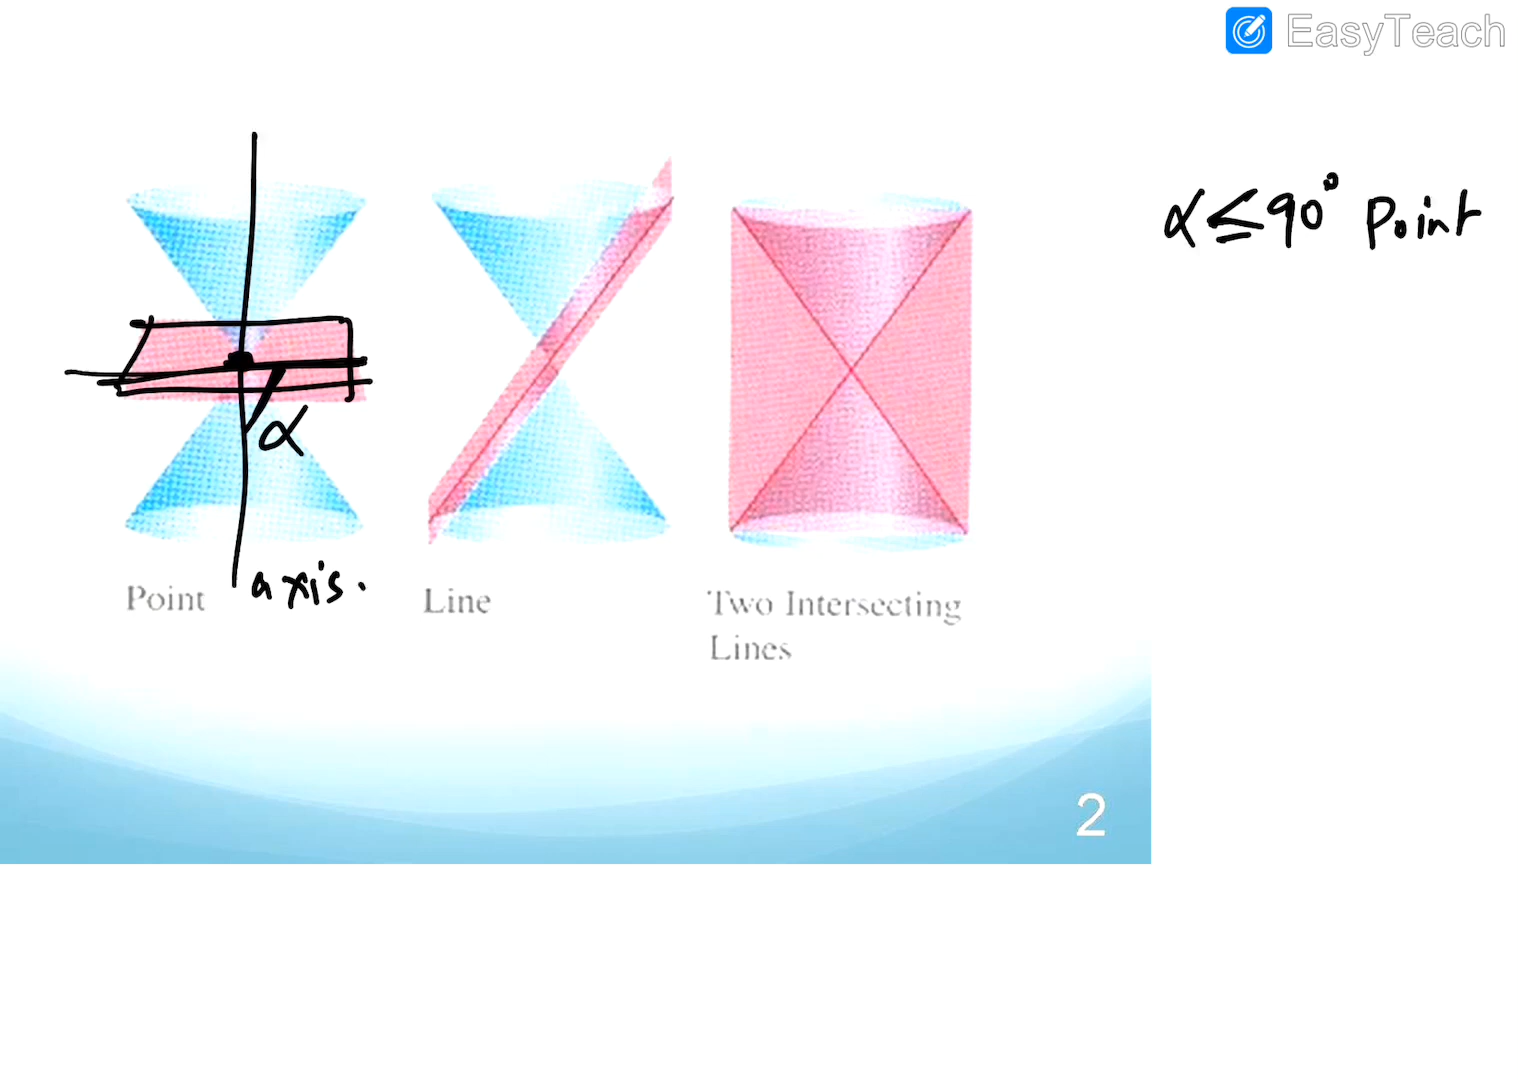 EasyTeach
α≤90° Point
α
axis.
Point
Line
Two Intersecting
Lines
2